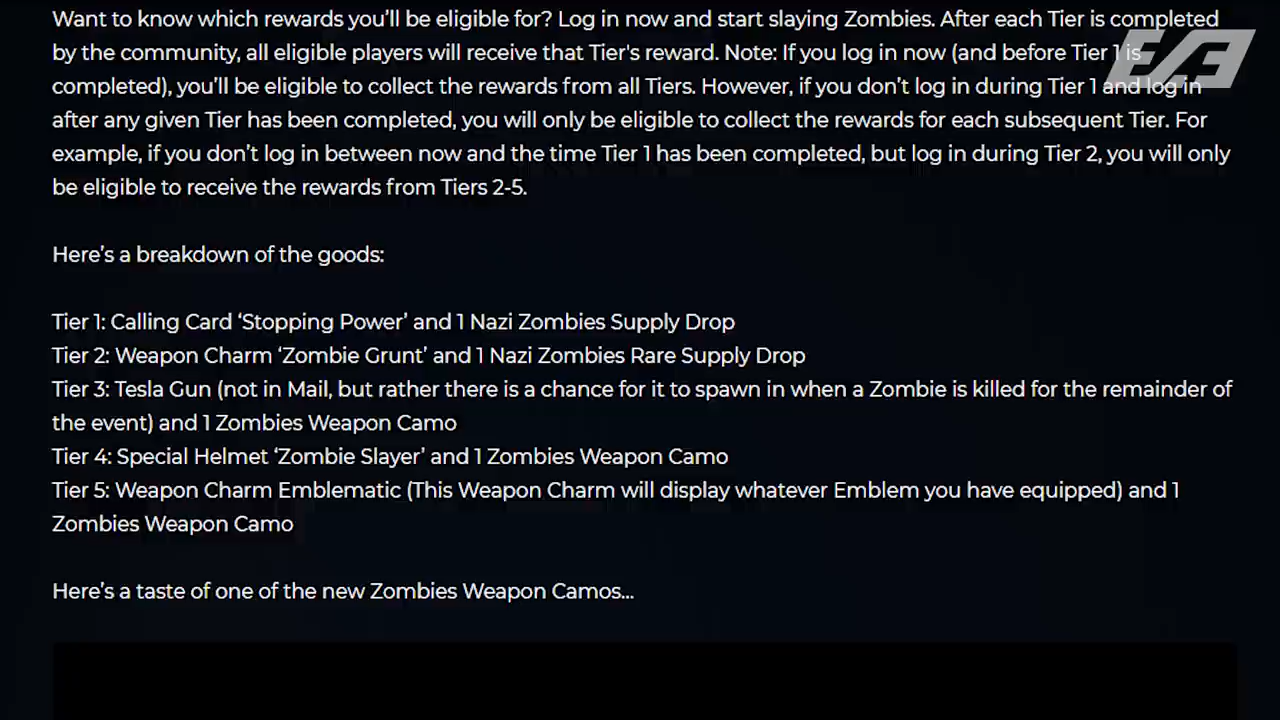 Want to know which rewards you’ll be eligible for? Log in now and start slaying Zombies. After each Tier is completed
by the community, all eligible players will receive that Tier's reward. Note: If you log in now (and before Tier 1 is
completed), you’ll be eligible to collect the rewards from all Tiers. However, if you don’t log in during Tier 1 and log in
after any given Tier has been completed, you will only be eligible to collect the rewards for each subsequent Tier. For
example, if you don’t log in between now and the time Tier 1 has been completed, but log in during Tier 2, you will only
be eligible to receive the rewards from Tiers 2-5.
Here’s a breakdown of the goods:
Tier 1: Calling Card ‘Stopping Power’ and 1 Nazi Zombies Supply Drop
Tier 2: Weapon Charm ‘Zombie Grunt’ and 1 Nazi Zombies Rare Supply Drop
Tier 3: Tesla Gun (not in Mail, but rather there is a chance for it to spawn in when a Zombie is killed for the remainder of
the event) and 1 Zombies Weapon Camo
Tier 4: Special Helmet ‘Zombie Slayer’ and 1 Zombies Weapon Camo
Tier 5: Weapon Charm Emblematic (This Weapon Charm will display whatever Emblem you have equipped) and 1
Zombies Weapon Camo
Here’s a taste of one of the new Zombies Weapon Camos...